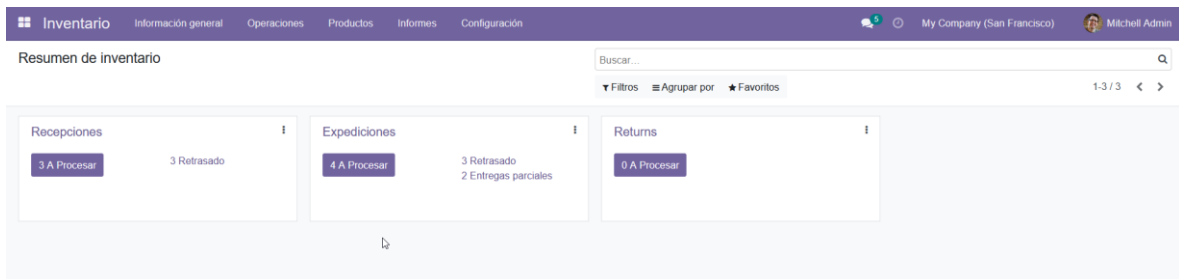 Inventario Información general Operaciones Productos Informes Configuración 5 My Company (San Francisco) Mitchell Admin
Resumen de inventario
Buscar...
Filtros Agrupar por Favoritos 1-3 / 3
Recepciones
3 A Procesar 3 Retrasado
Expediciones
4 A Procesar 3 Retrasado
2 Entregas parciales
Returns
0 A Procesar